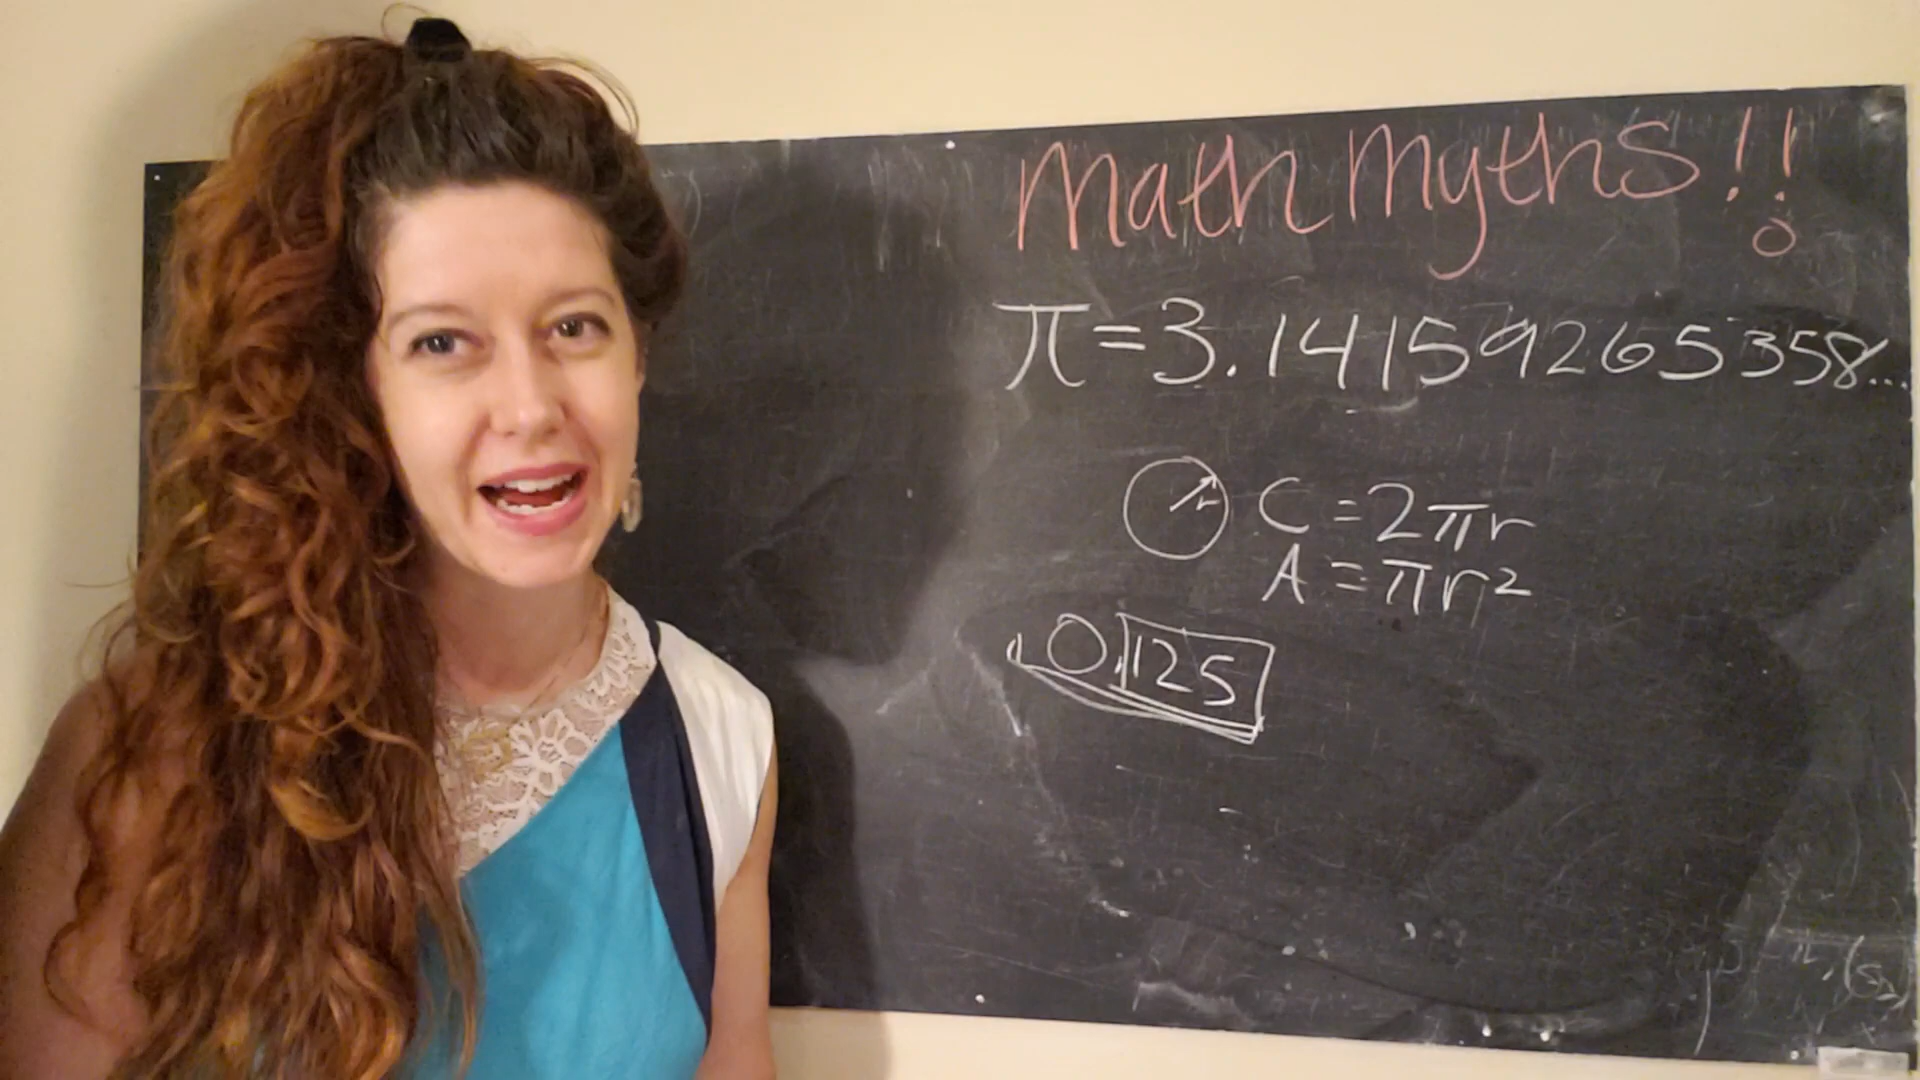 Math Myths!!
π=3.14159265358...
r
C=2πr
A=πr²
0.125